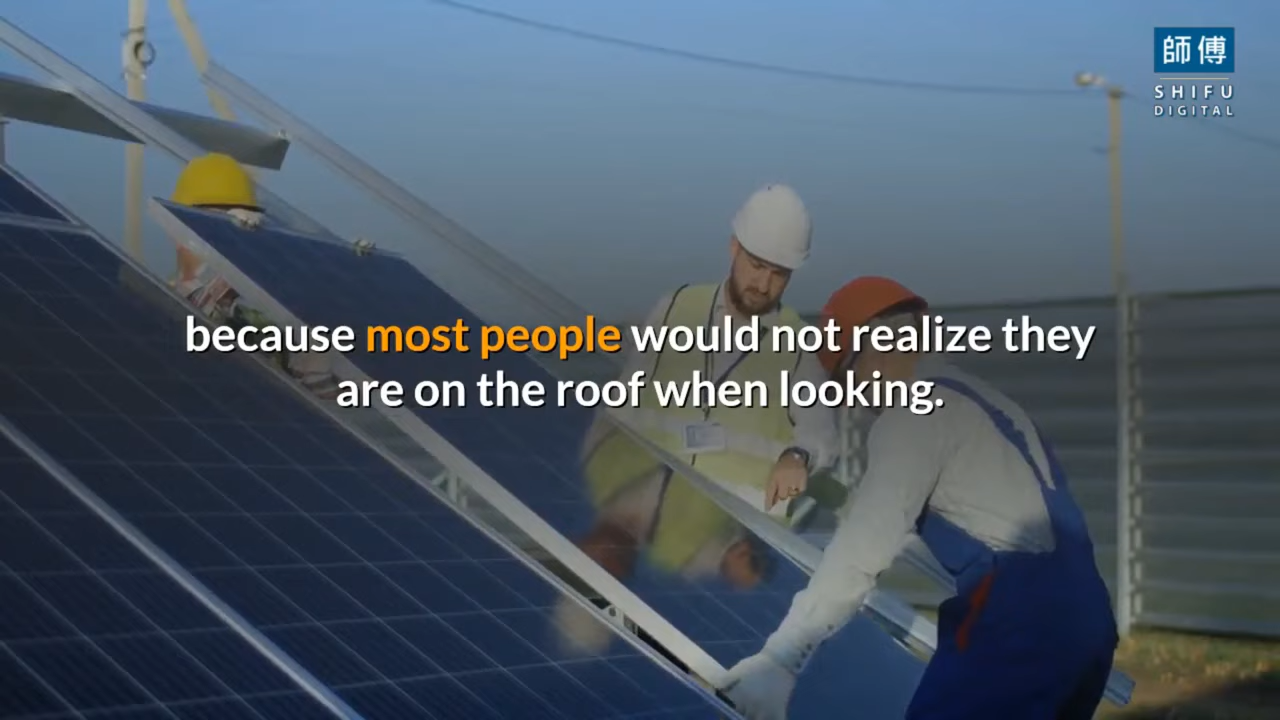 師傅
SHIFU
DIGITAL
because most people would not realize they
are on the roof when looking.